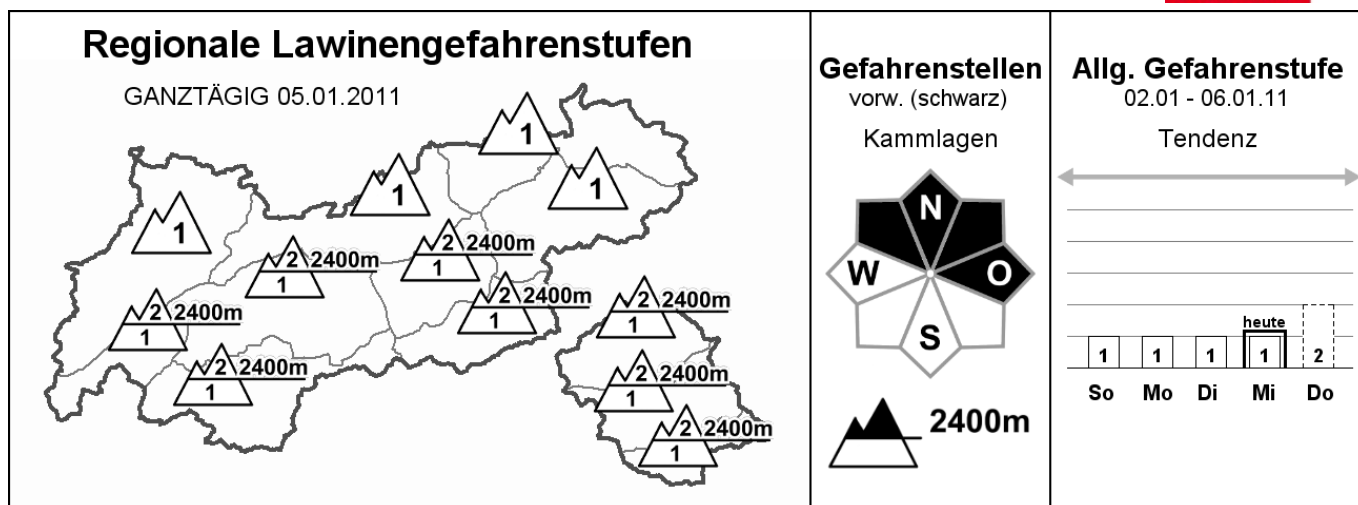 Regionale Lawinengefahrenstufen
GANZTÄGIG 05.01.2011
1
1
1
1
2 2400m
1
2 2400m
1
2 2400m
1
2 2400m
1
2 2400m
1
2 2400m
1
2 2400m
1
2 2400m
1
Gefahrenstellen
vorw. (schwarz)
Kammlagen
N
W O
S
2400m
Allg. Gefahrenstufe
02.01 - 06.01.11
Tendenz
heute
1 1 1 1 2
So Mo Di Mi Do